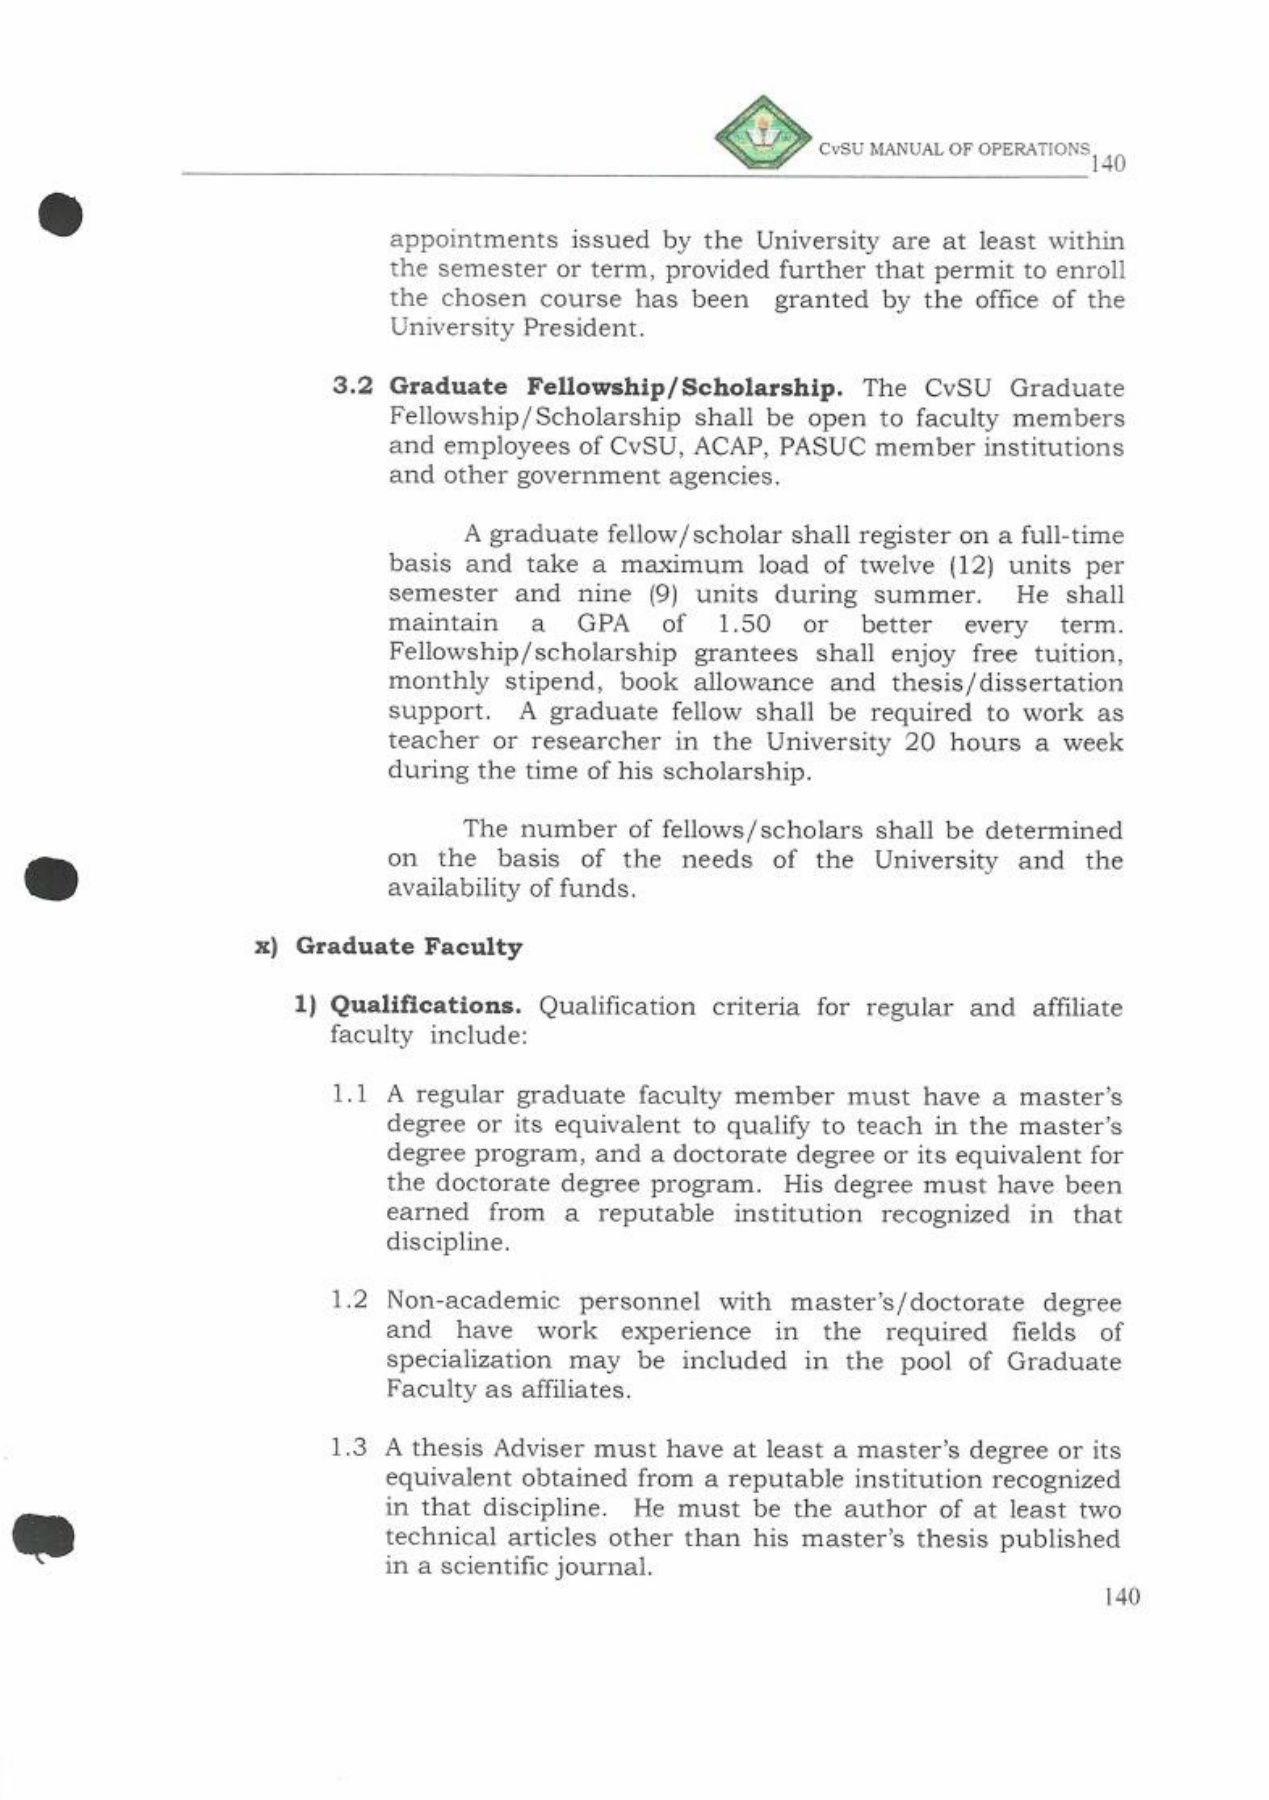 CvSU MANUAL OF OPERATIONS
140
appointments issued by the University are at least within
the semester or term, provided further that permit to enroll
the chosen course has been granted by the office of the
University President.
3.2 Graduate Fellowship/Scholarship. The CvSU Graduate
Fellowship/Scholarship shall be open to faculty members
and employees of CvSU, ACAP, PASUC member institutions
and other government agencies.
A graduate fellow/scholar shall register on a full-time
basis and take a maximum load of twelve (12) units per
semester and nine (9) units during summer. He shall
maintain a GPA of 1.50 or better every term.
Fellowship/scholarship grantees shall enjoy free tuition,
monthly stipend, book allowance and thesis/dissertation
support. A graduate fellow shall be required to work as
teacher or researcher in the University 20 hours a week
during the time of his scholarship.
The number of fellows/scholars shall be determined
on the basis of the needs of the University and the
availability of funds.
x) Graduate Faculty
1) Qualifications. Qualification criteria for regular and affiliate
faculty include:
1.1 A regular graduate faculty member must have a master's
degree or its equivalent to qualify to teach in the master's
degree program, and a doctorate degree or its equivalent for
the doctorate degree program. His degree must have been
earned from a reputable institution recognized in that
discipline.
1.2 Non-academic personnel with master's/doctorate degree
and have work experience in the required fields of
specialization may be included in the pool of Graduate
Faculty as affiliates.
1.3 A thesis Adviser must have at least a master's degree or its
equivalent obtained from a reputable institution recognized
in that discipline. He must be the author of at least two
technical articles other than his master's thesis published
in a scientific journal.
140